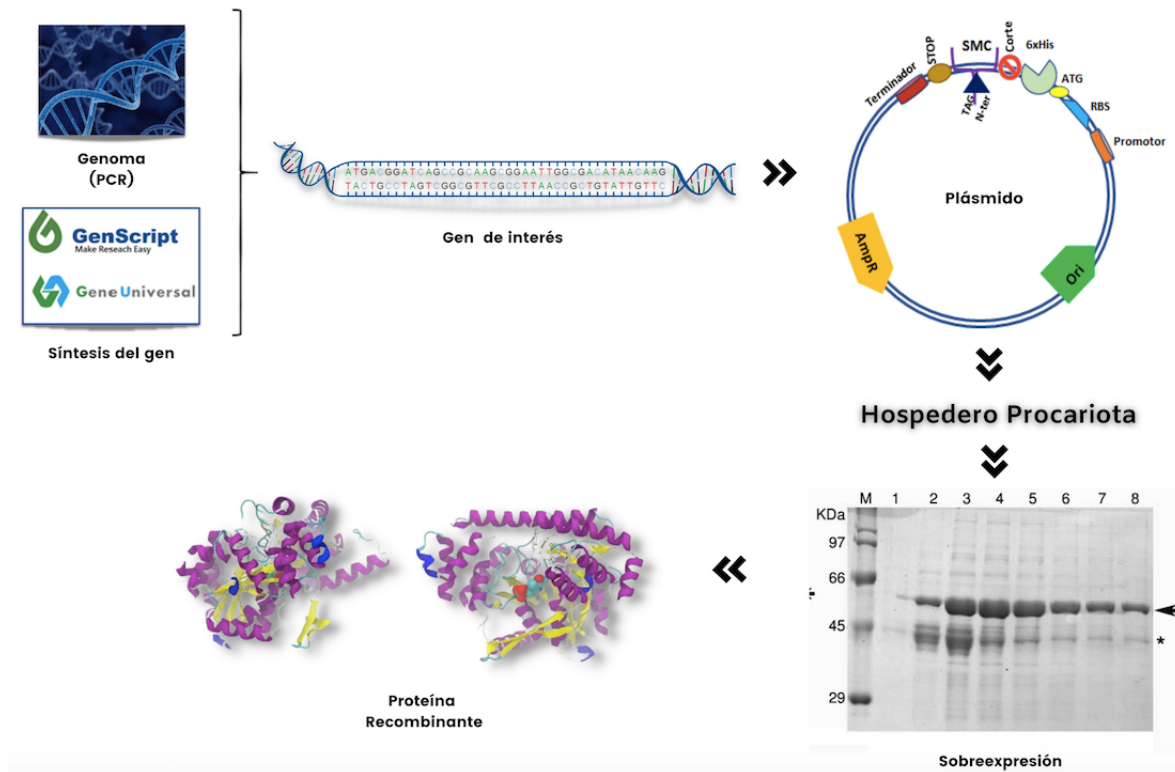 Genoma
(PCR)
GenScript
Make Reseach Easy
Gene Universal
Síntesis del gen
ATGACGGATCAGCCGCAAGCGGAATTGGCGACATAACAAG
TACTGCCTAGTCGGCGTTCGCCTTAACCGCTGTATTGTTC
Gen de interés
Terminador
STOP
SMC
Corte
6xHis
ATG
RBS
Promotor
TAG
N-ter
Plásmido
AmpR
Ori
Hospedero Procariota
M 1 2 3 4 5 6 7 8
KDa
97
66
45
*
29
Sobreexpresión
Proteína
Recombinante